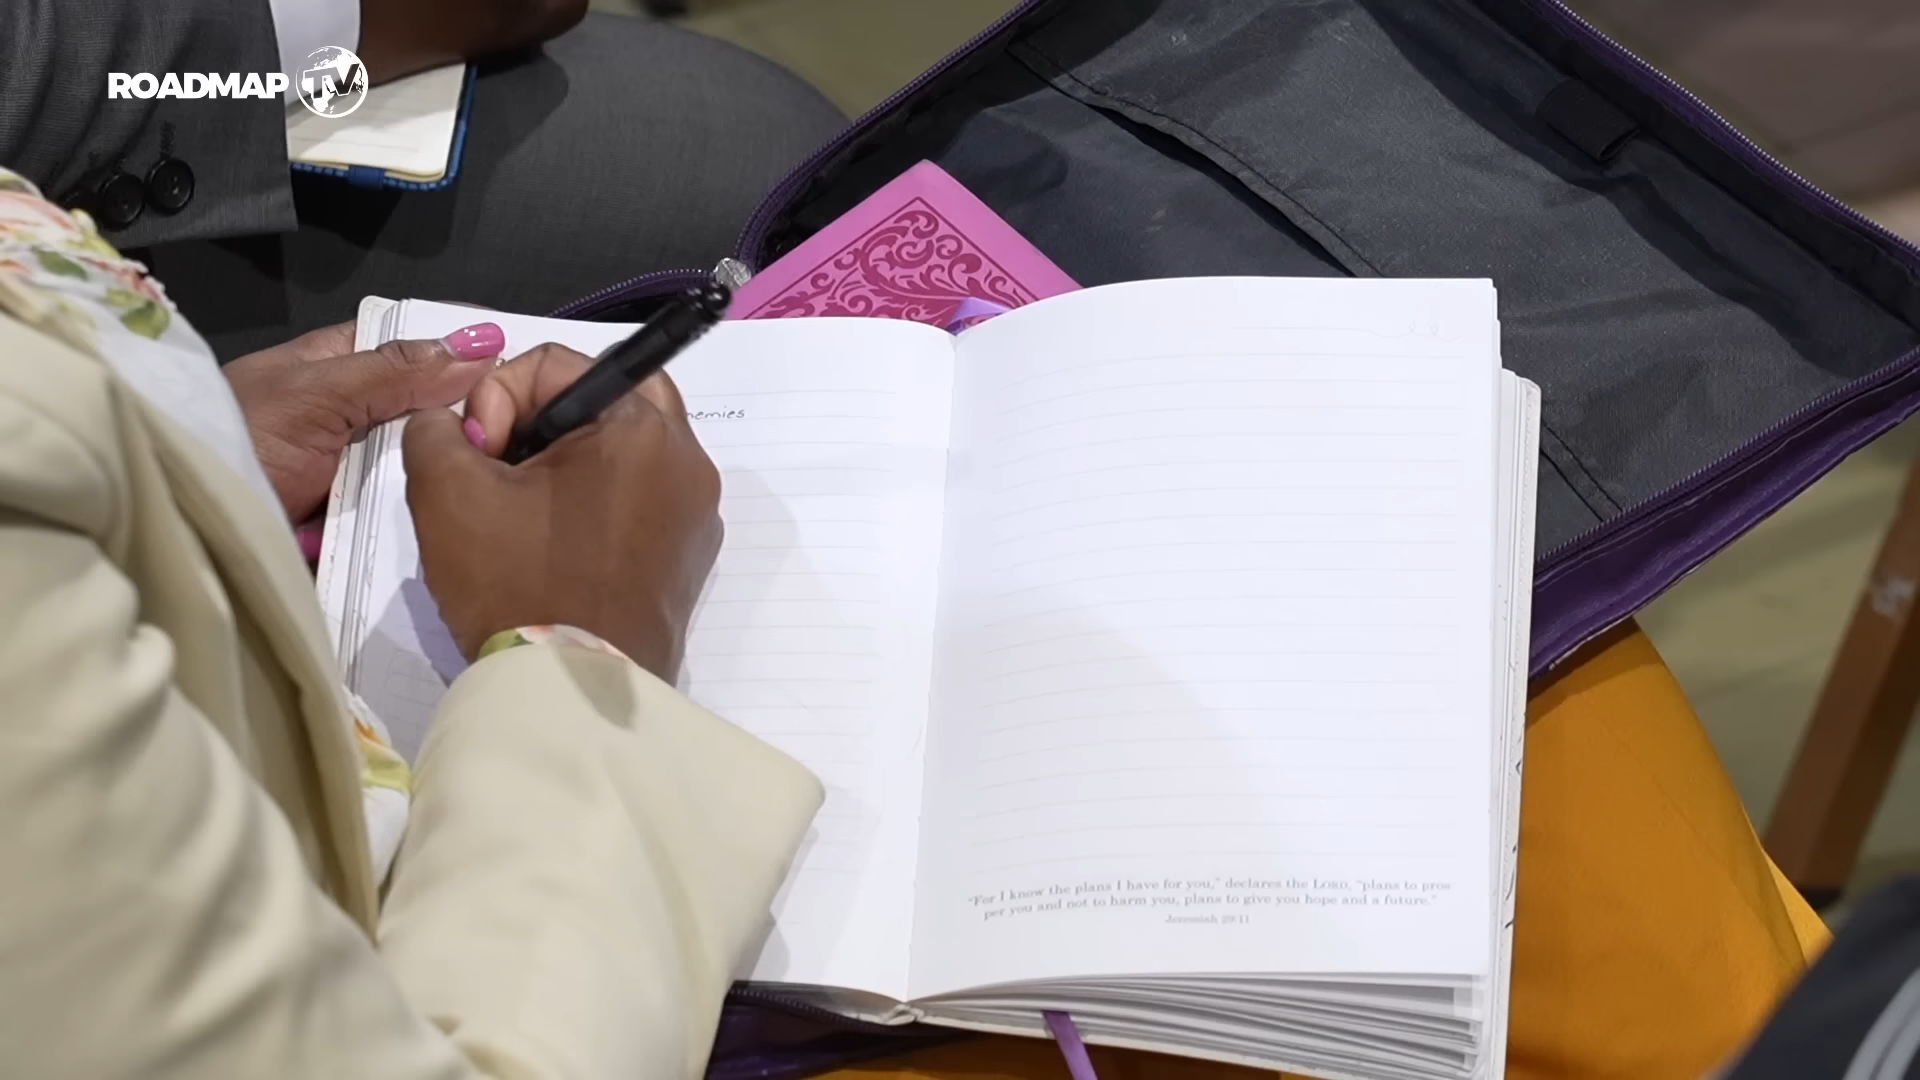 ROADMAP TV
nemies
"For I know the plans I have for you," declares the LORD, "plans to pros
per you and not to harm you, plans to give you hope and a future."
Jeremiah 29:11